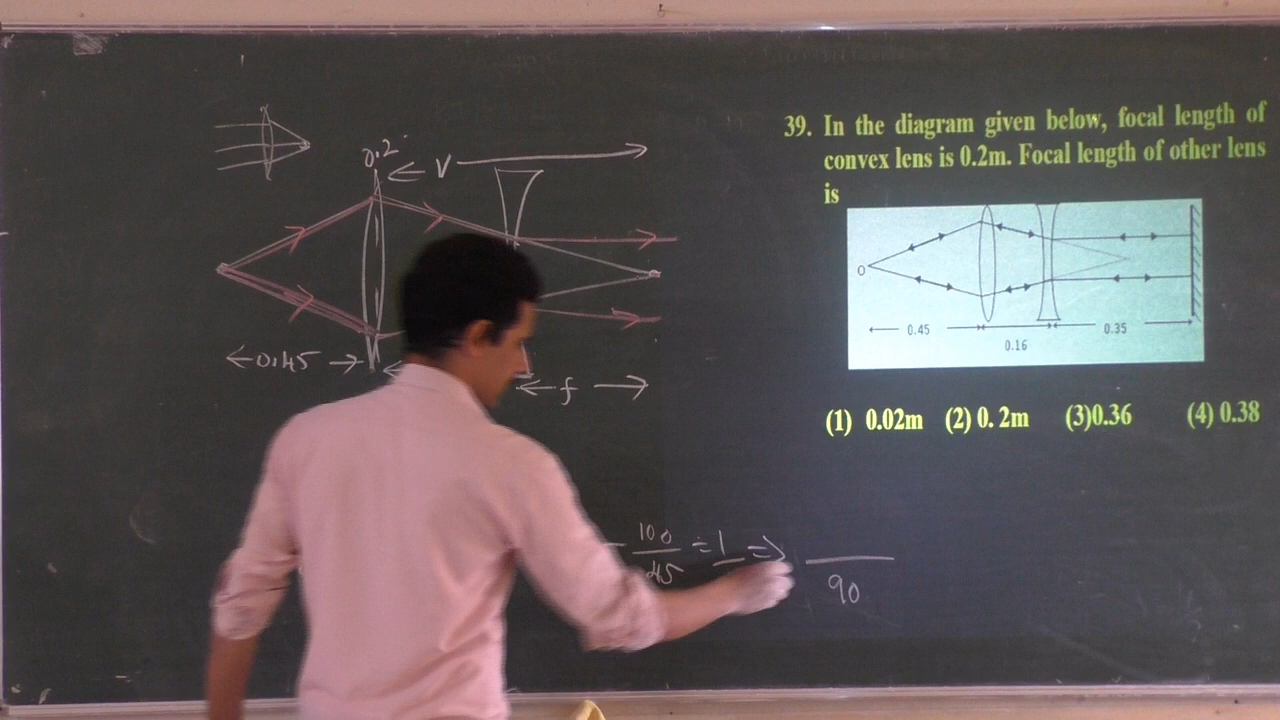 0.2
← V →
← 0.45 →
← f →
- 100/45 = 1 ⇒ /90
39. In the diagram given below, focal length of
convex lens is 0.2m. Focal length of other lens
is
O
0.45
0.16
0.35
(1) 0.02m (2) 0.2m (3)0.36 (4) 0.38